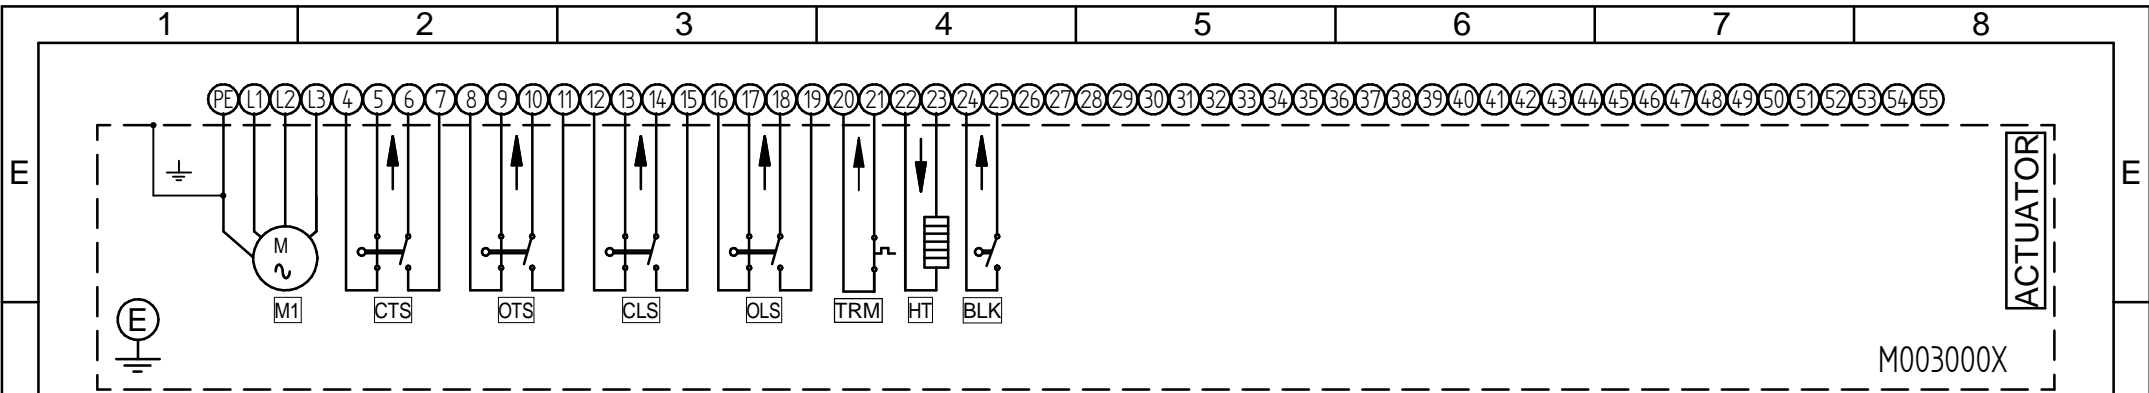 1 2 3 4 5 6 7 8
PE L1 L2 L3 4 5 6 7 8 9 10 11 12 13 14 15 16 17 18 19 20 21 22 23 24 25 26 27 28 29 30 31 32 33 34 35 36 37 38 39 40 41 42 43 44 45 46 47 48 49 50 51 52 53 54 55
E E
ACTUATOR
M
M1 CTS OTS CLS OLS TRM HT BLK
E
M003000X